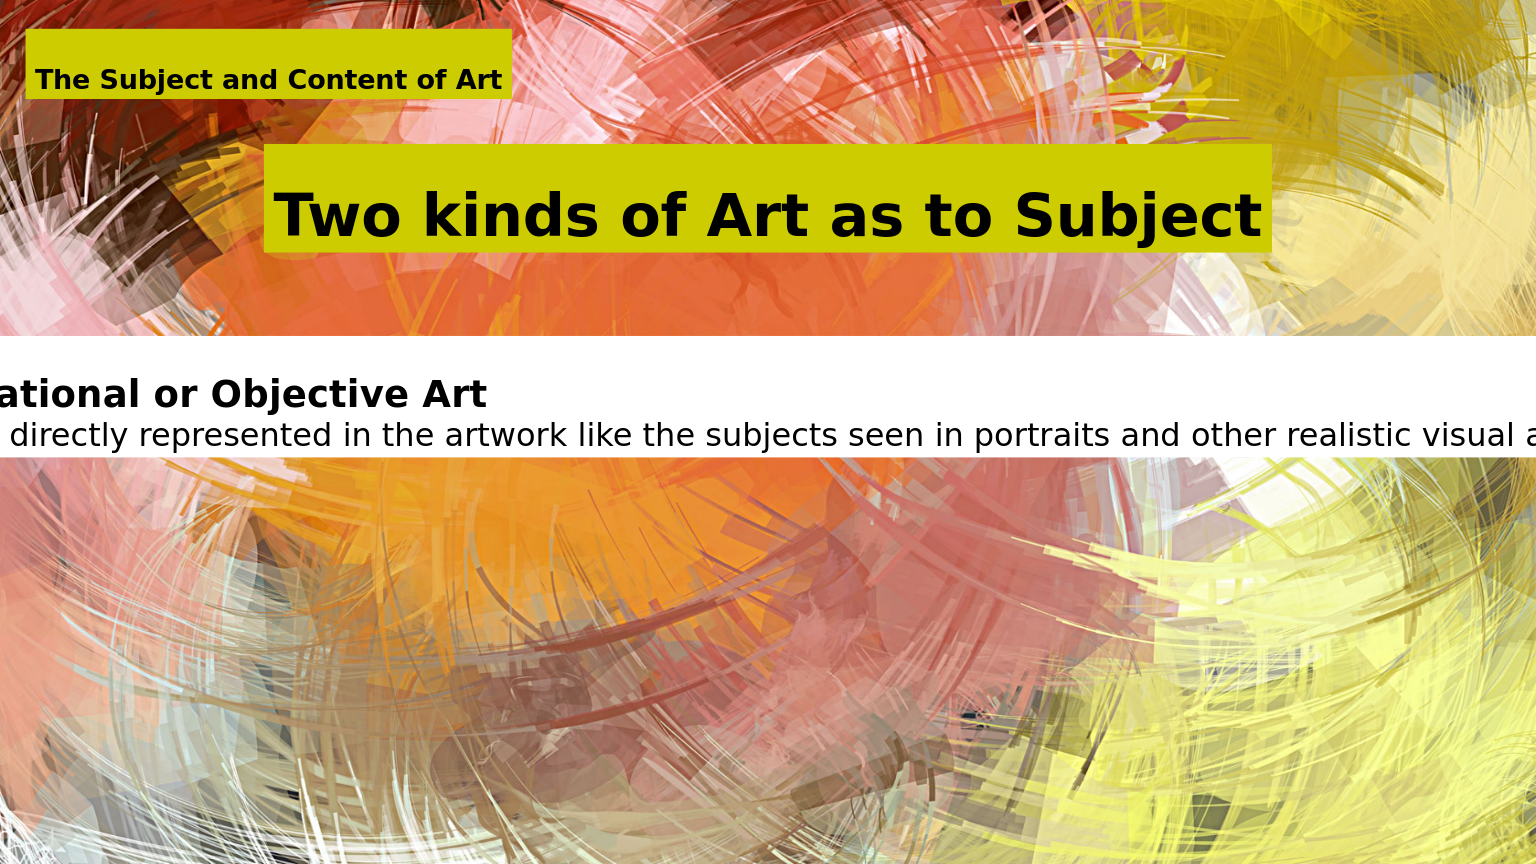 The Subject and Content of Art
Two kinds of Art as to Subject
ational or Objective Art
directly represented in the artwork like the subjects seen in portraits and other realistic visual a